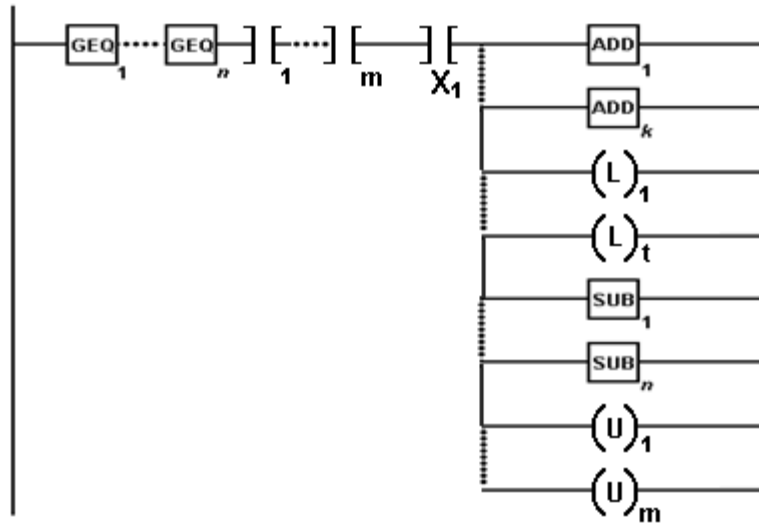 GEQ 1 GEQ n 1 m X1 ADD 1
ADD k
(L) 1
(L) t
SUB 1
SUB n
(U) 1
(U) m